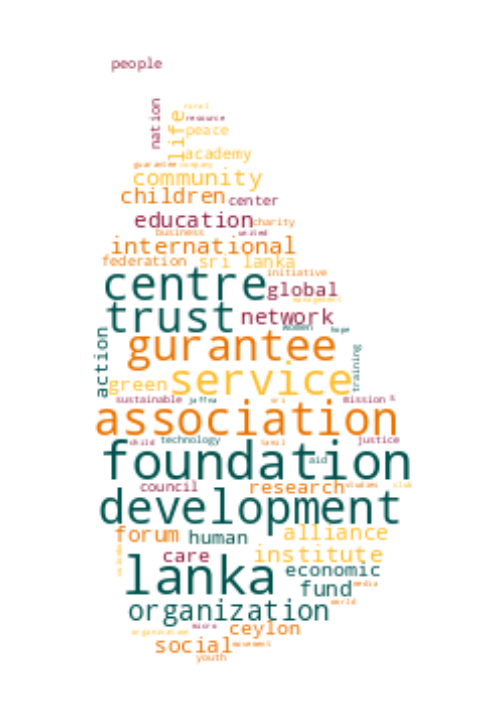 people
nation
life
rural
resource
peace
academy
guarantee company
community
children center
education charity
business united
international
federation sri lanka
initiative
centre global
management
trust network
women hope
action
gurantee
training
green service
sustainable jaffna sri mission s
association
child technology tamil justice
foundation
aid
council research studies club
development
forum human alliance
care institute
lanka economic
fund media
organization world
micro ceylon
organisation
social movement
youth